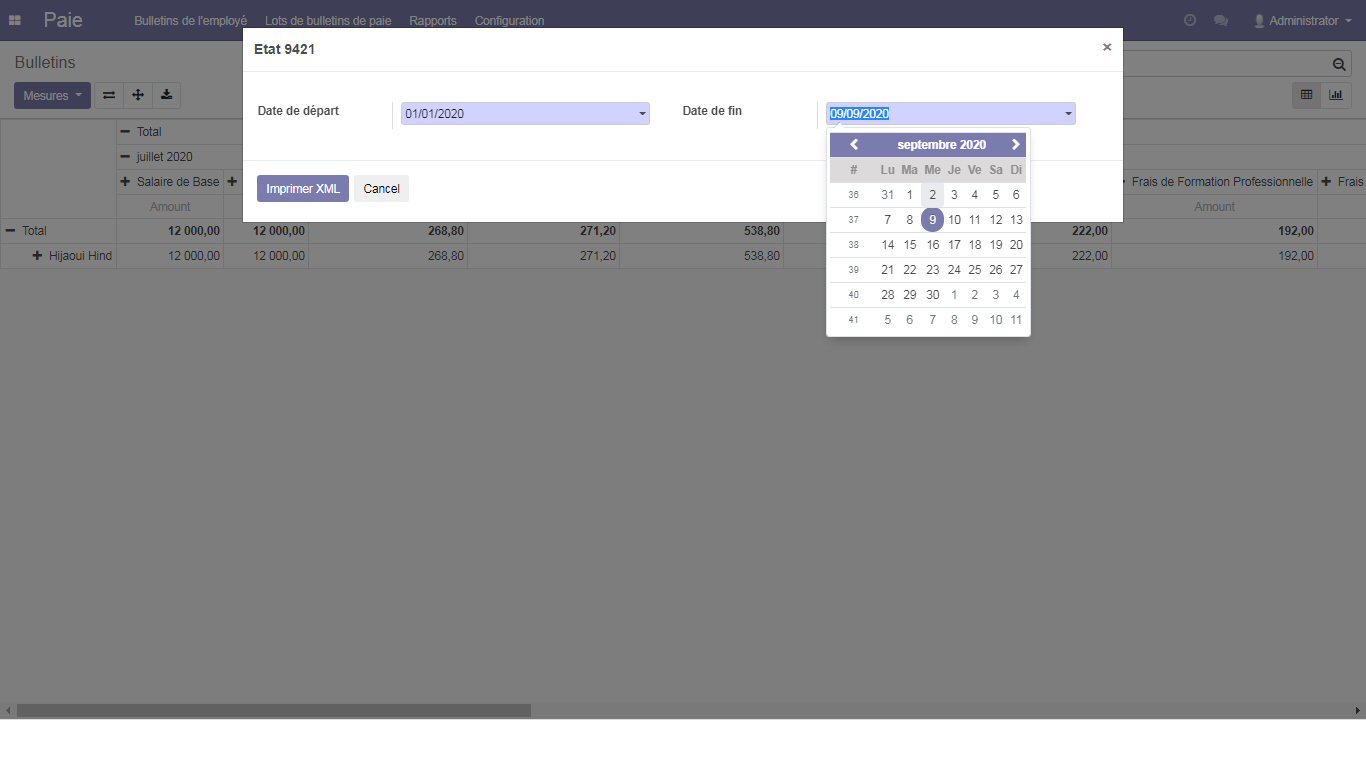 Paie Bulletins de l'employé Lots de bulletins de paie Rapports Configuration Administrator
Etat 9421 ×
Bulletins
Mesures
Date de départ 01/01/2020 Date de fin 09/09/2020
septembre 2020
# Lu Ma Me Je Ve Sa Di
36 31 1 2 3 4 5 6
37 7 8 9 10 11 12 13
38 14 15 16 17 18 19 20
39 21 22 23 24 25 26 27
40 28 29 30 1 2 3 4
41 5 6 7 8 9 10 11
Imprimer XML Cancel
Total
juillet 2020
Salaire de Base Frais de Formation Professionnelle Frais
Amount Amount
Total 12 000,00 12 000,00 268,80 271,20 538,80 222,00 192,00
Hijaoui Hind 12 000,00 12 000,00 268,80 271,20 538,80 222,00 192,00